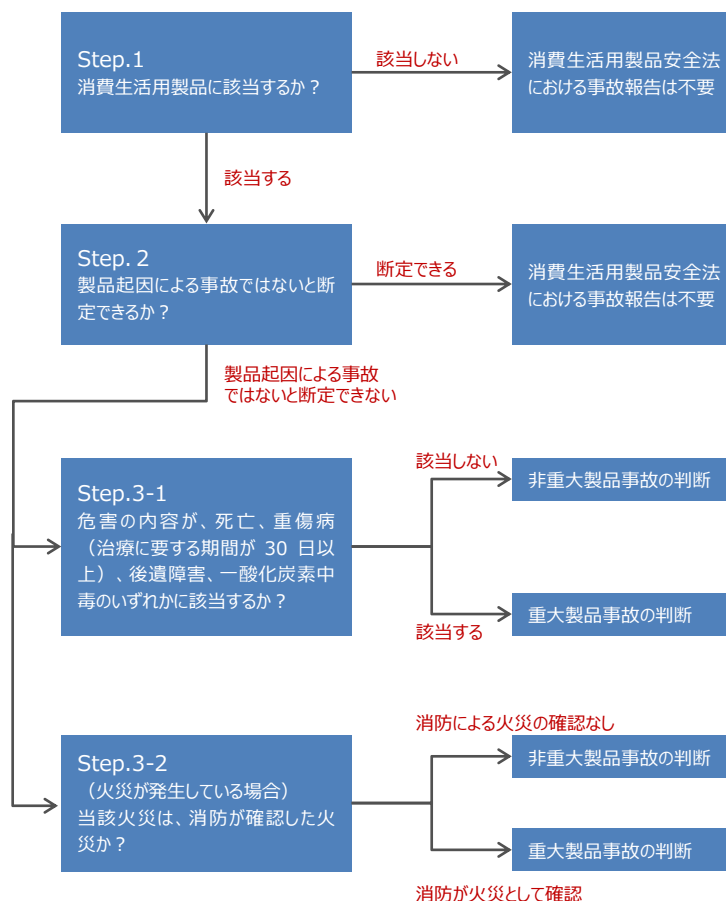 Step.1
消費生活用製品に該当するか？
該当しない
消費生活用製品安全法
における事故報告は不要
該当する
Step. 2
製品起因による事故ではないと断
定できるか？
断定できる
消費生活用製品安全法
における事故報告は不要
製品起因による事故
ではないと断定できない
Step.3-1
危害の内容が、死亡、重傷病
（治療に要する期間が 30 日以
上）、後遺障害、一酸化炭素中
毒のいずれかに該当するか？
該当しない
非重大製品事故の判断
該当する
重大製品事故の判断
Step.3-2
（火災が発生している場合）
当該火災は、消防が確認した火
災か？
消防による火災の確認なし
非重大製品事故の判断
重大製品事故の判断
消防が火災として確認